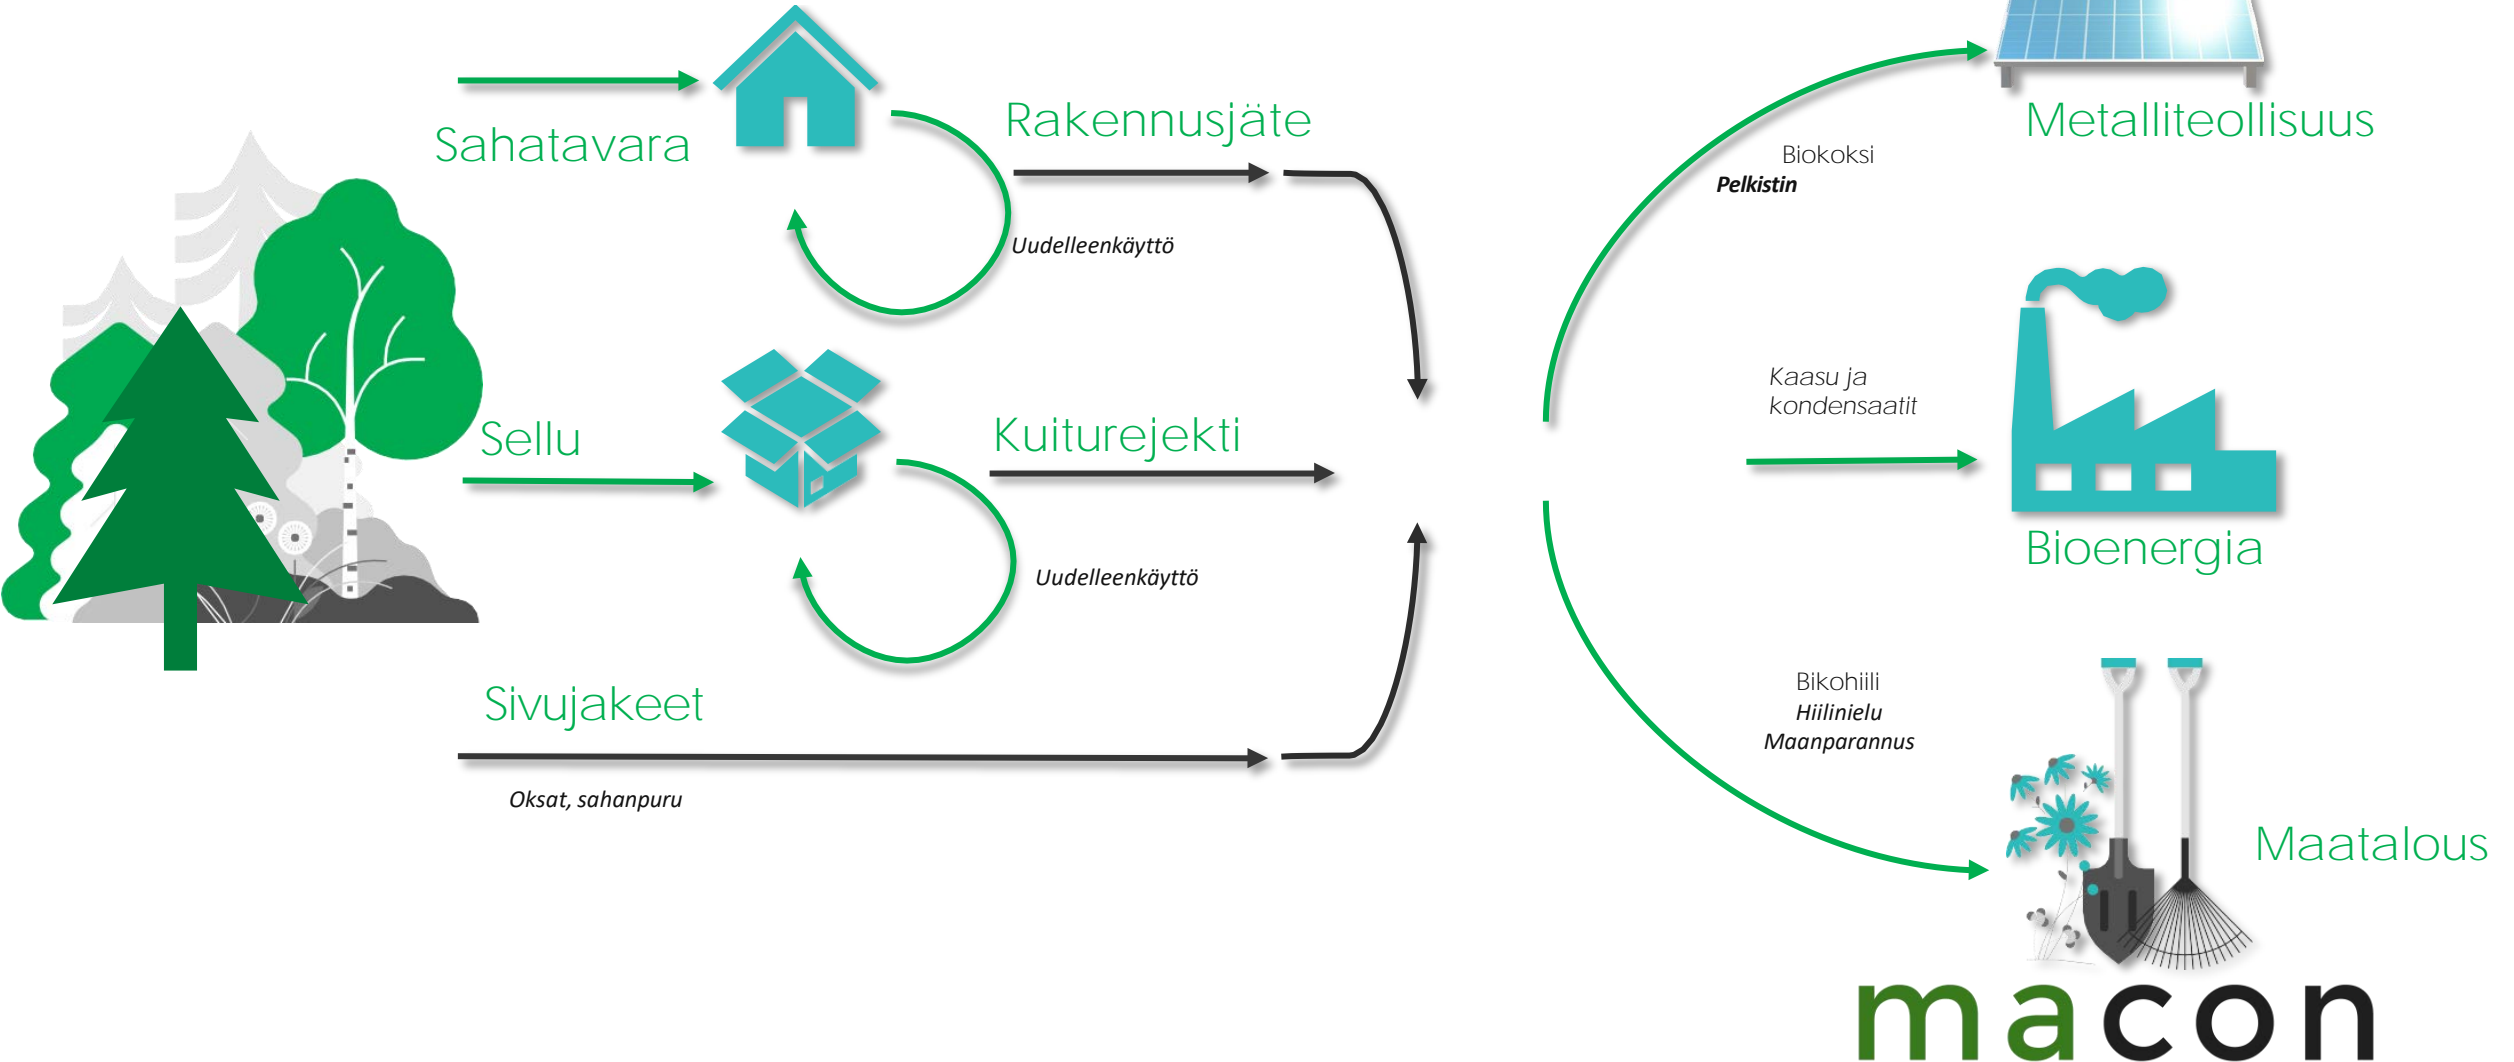 Sahatavara
Rakennusjäte
Uudelleenkäyttö
Sellu
Kuiturejekti
Uudelleenkäyttö
Sivujakeet
Oksat, sahanpuru
Metalliteollisuus
Biokoksi
Pelkistin
Kaasu ja
kondensaatit
Bioenergia
Bikohiili
Hiilinielu
Maanparannus
Maatalous
macon